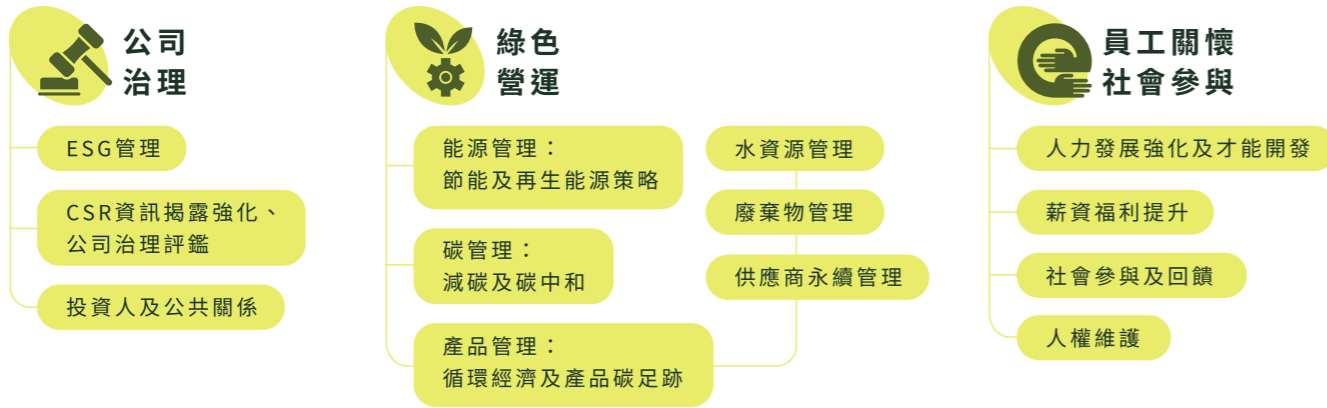 公司
治理
ESG管理
CSR資訊揭露強化、
公司治理評鑑
投資人及公共關係
綠色
營運
能源管理：
節能及再生能源策略
碳管理：
減碳及碳中和
產品管理：
循環經濟及產品碳足跡
水資源管理
廢棄物管理
供應商永續管理
員工關懷
社會參與
人力發展強化及才能開發
薪資福利提升
社會參與及回饋
人權維護